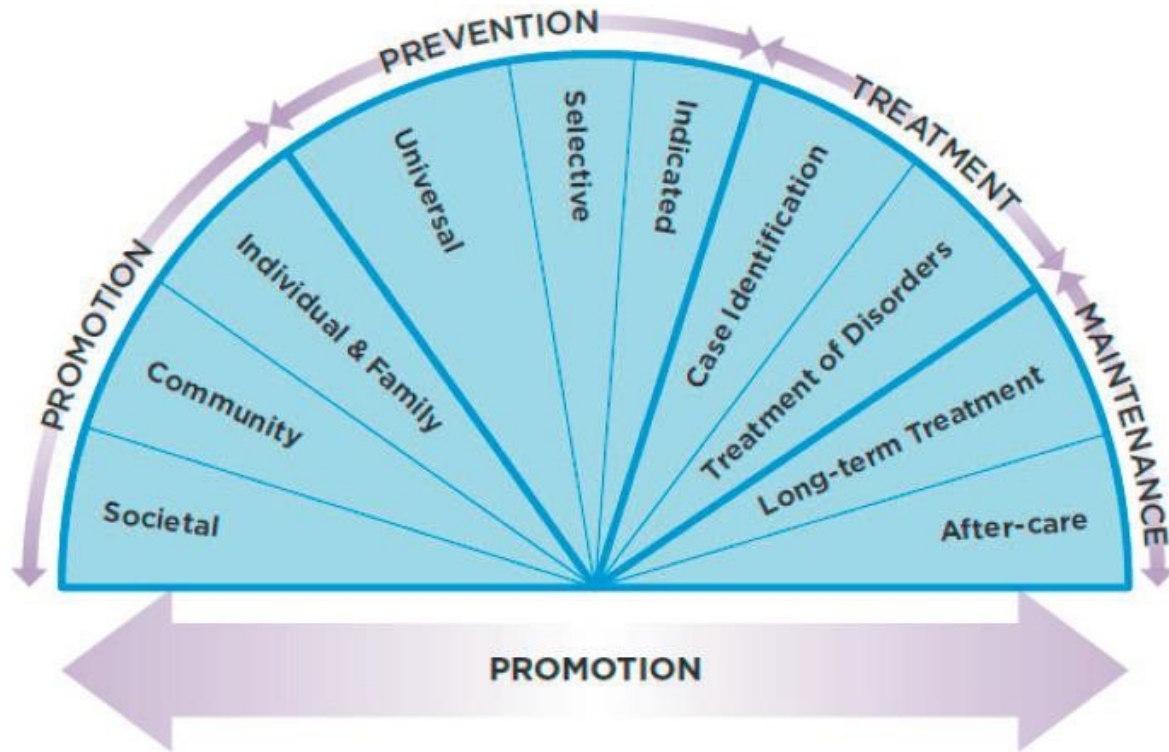 PROMOTION
PREVENTION
TREATMENT
MAINTENANCE
Societal
Community
Individual & Family
Universal
Selective
Indicated
Case Identification
Treatment of Disorders
Long-term Treatment
After-care
PROMOTION